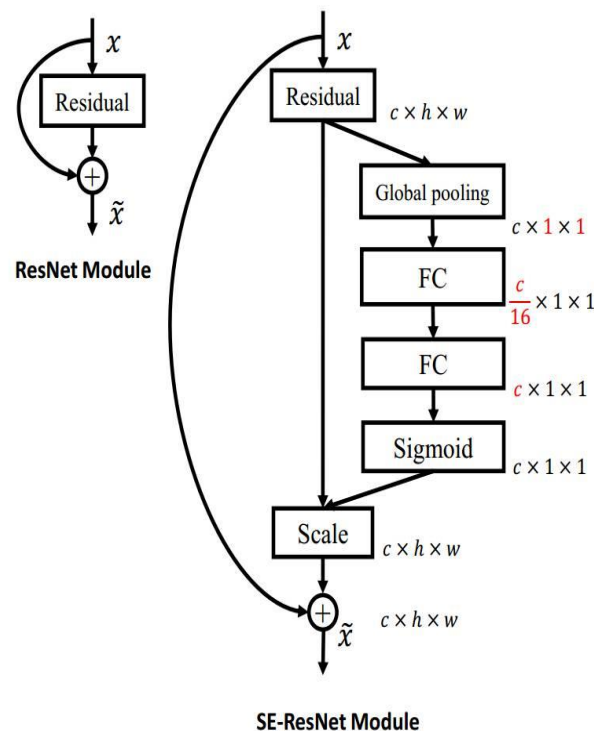 x
Residual
+
x̃
ResNet Module
x
Residual
c × h × w
Global pooling
c × 1 × 1
FC
c/16 × 1 × 1
FC
c × 1 × 1
Sigmoid
c × 1 × 1
Scale
c × h × w
+
c × h × w
x̃
SE-ResNet Module